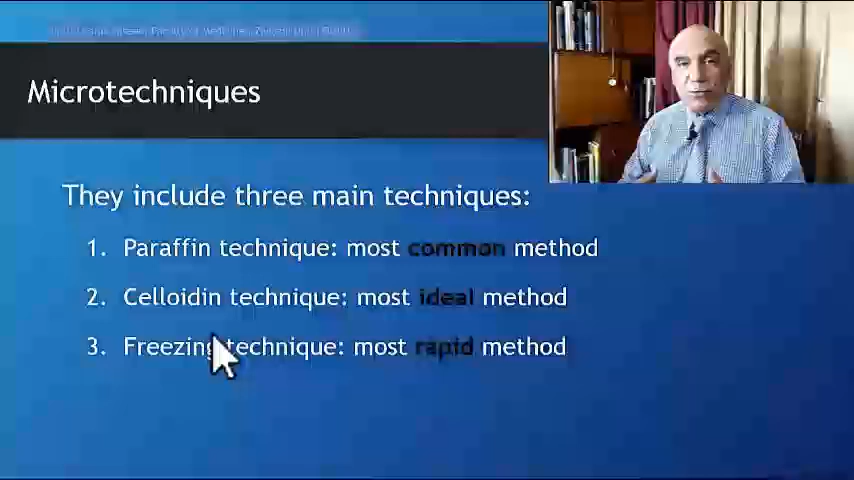 Microtechniques
They include three main techniques:
1. Paraffin technique: most common method
2. Celloidin technique: most ideal method
3. Freezing technique: most rapid method